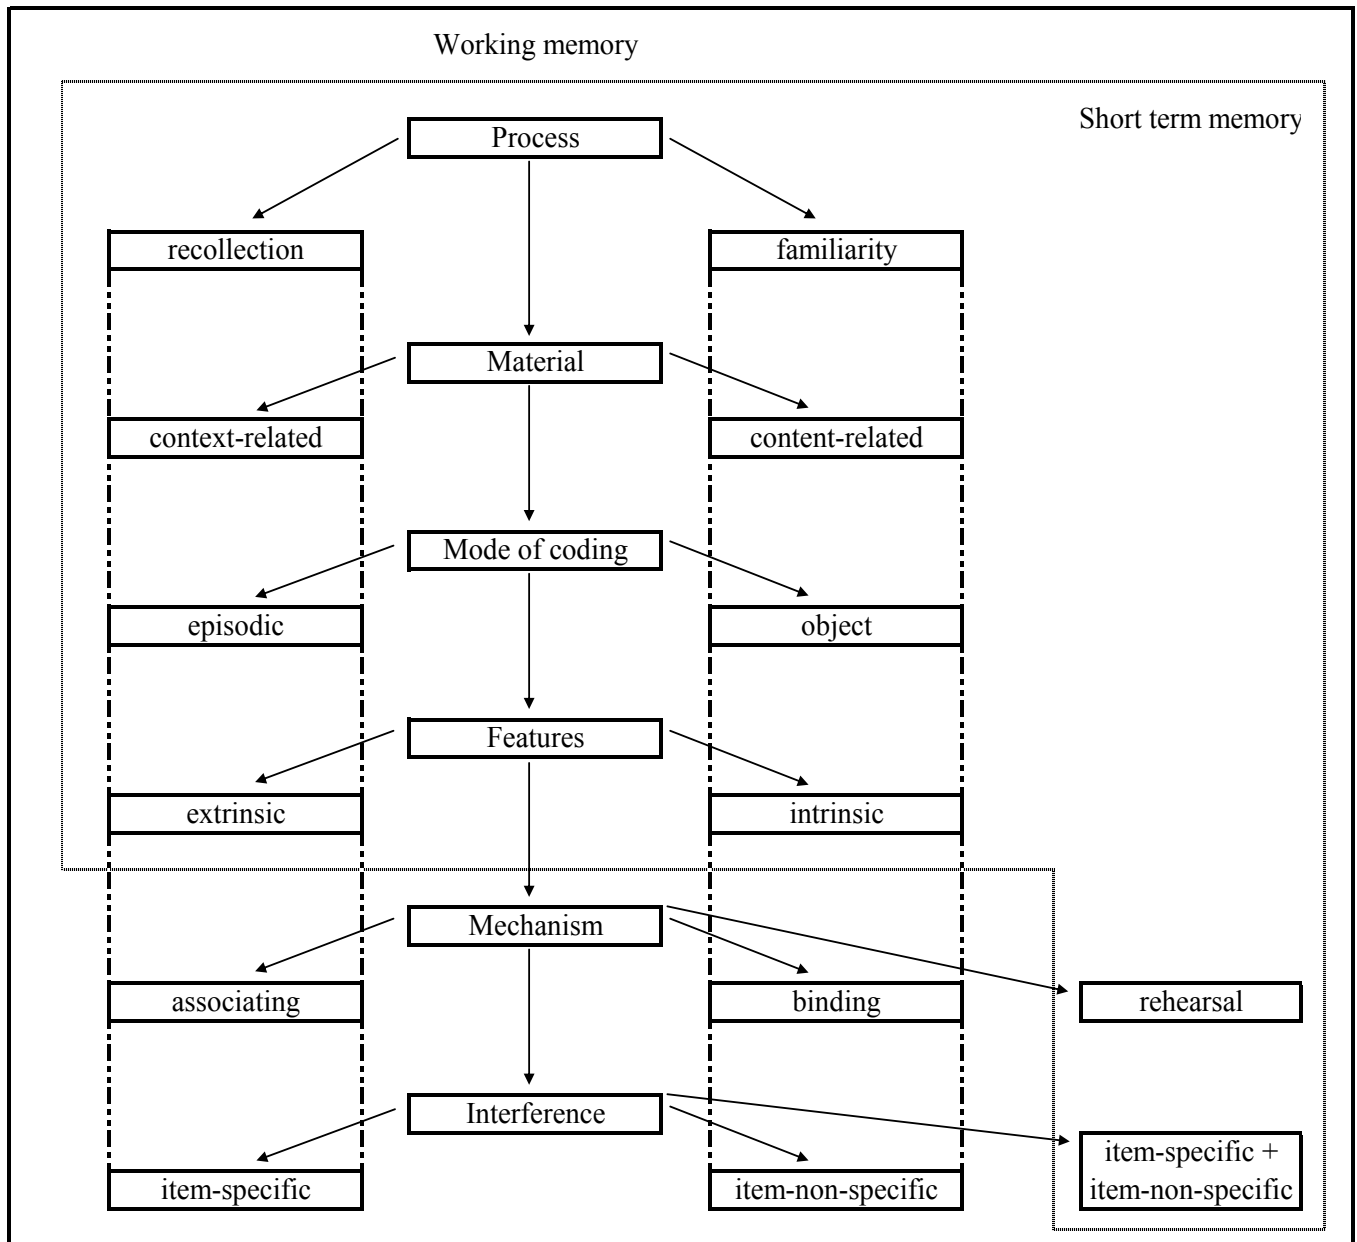 Working memory
Short term memory
Process
recollection
familiarity
Material
context-related
content-related
Mode of coding
episodic
object
Features
extrinsic
intrinsic
Mechanism
associating
binding
rehearsal
Interference
item-specific
item-non-specific
item-specific +
item-non-specific